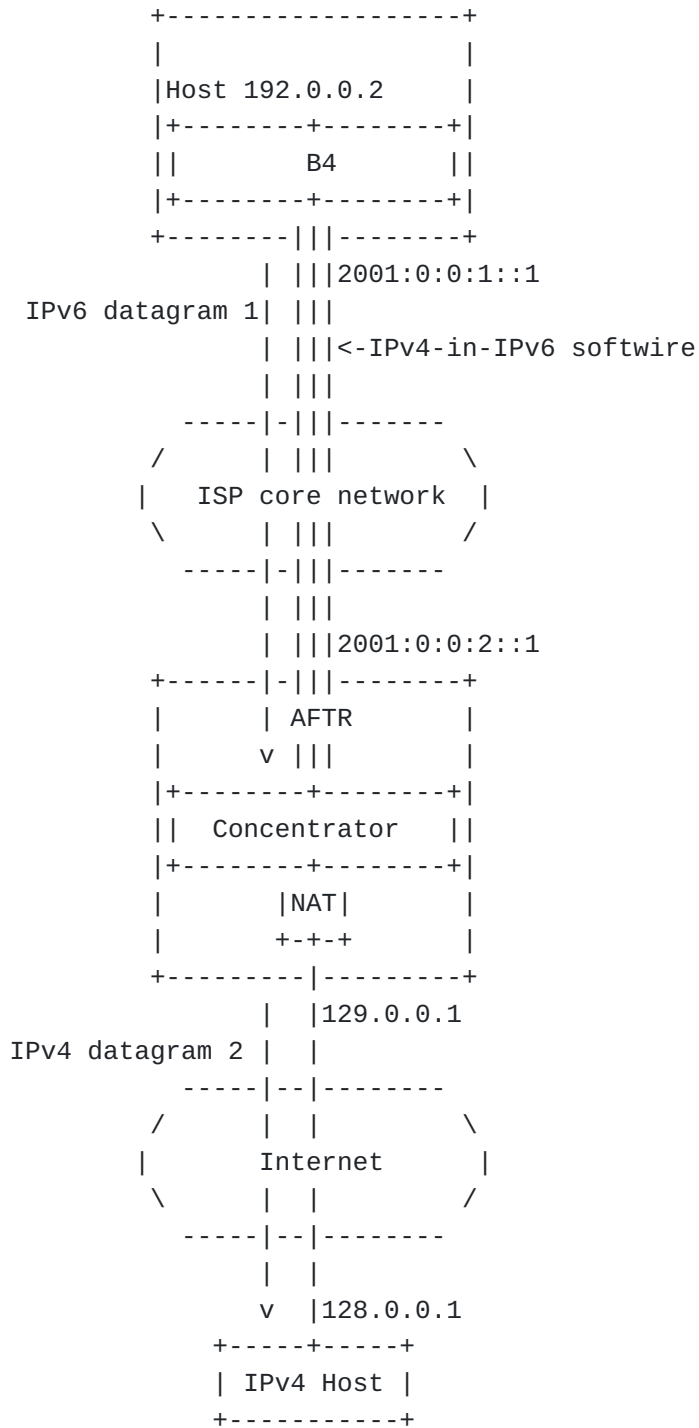 Host 192.0.0.2
B4
2001:0:0:1::1
IPv6 datagram 1
<-IPv4-in-IPv6 softwire
ISP core network
2001:0:0:2::1
AFTR
v
Concentrator
NAT
129.0.0.1
IPv4 datagram 2
Internet
v
128.0.0.1
IPv4 Host